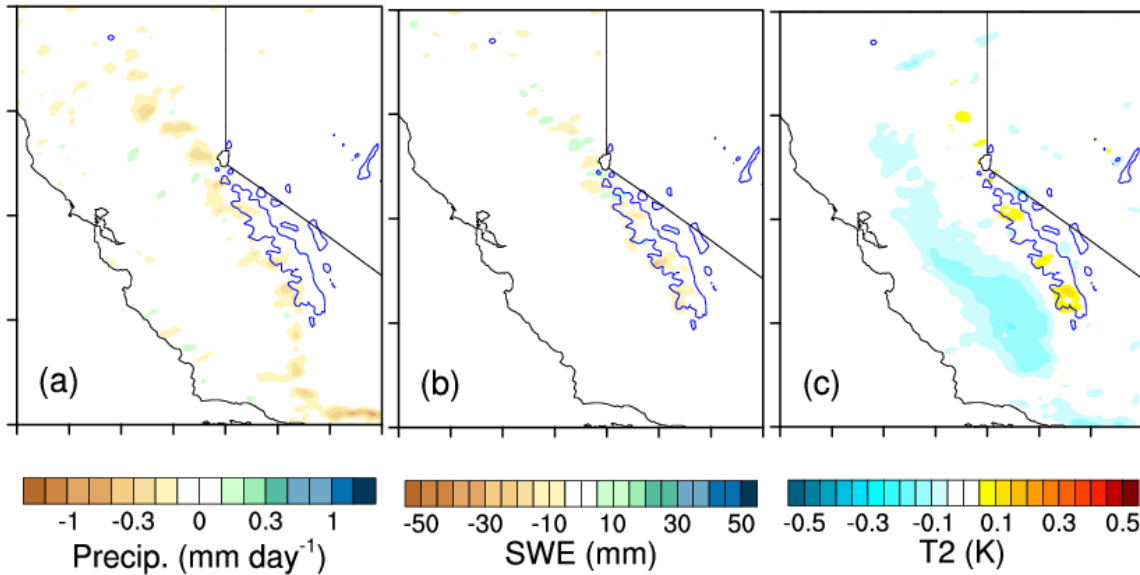 (a)
(b)
(c)
-1 -0.3 0 0.3 1
Precip. (mm day-1)
-50 -30 -10 10 30 50
SWE (mm)
-0.5 -0.3 -0.1 0.1 0.3 0.5
T2 (K)